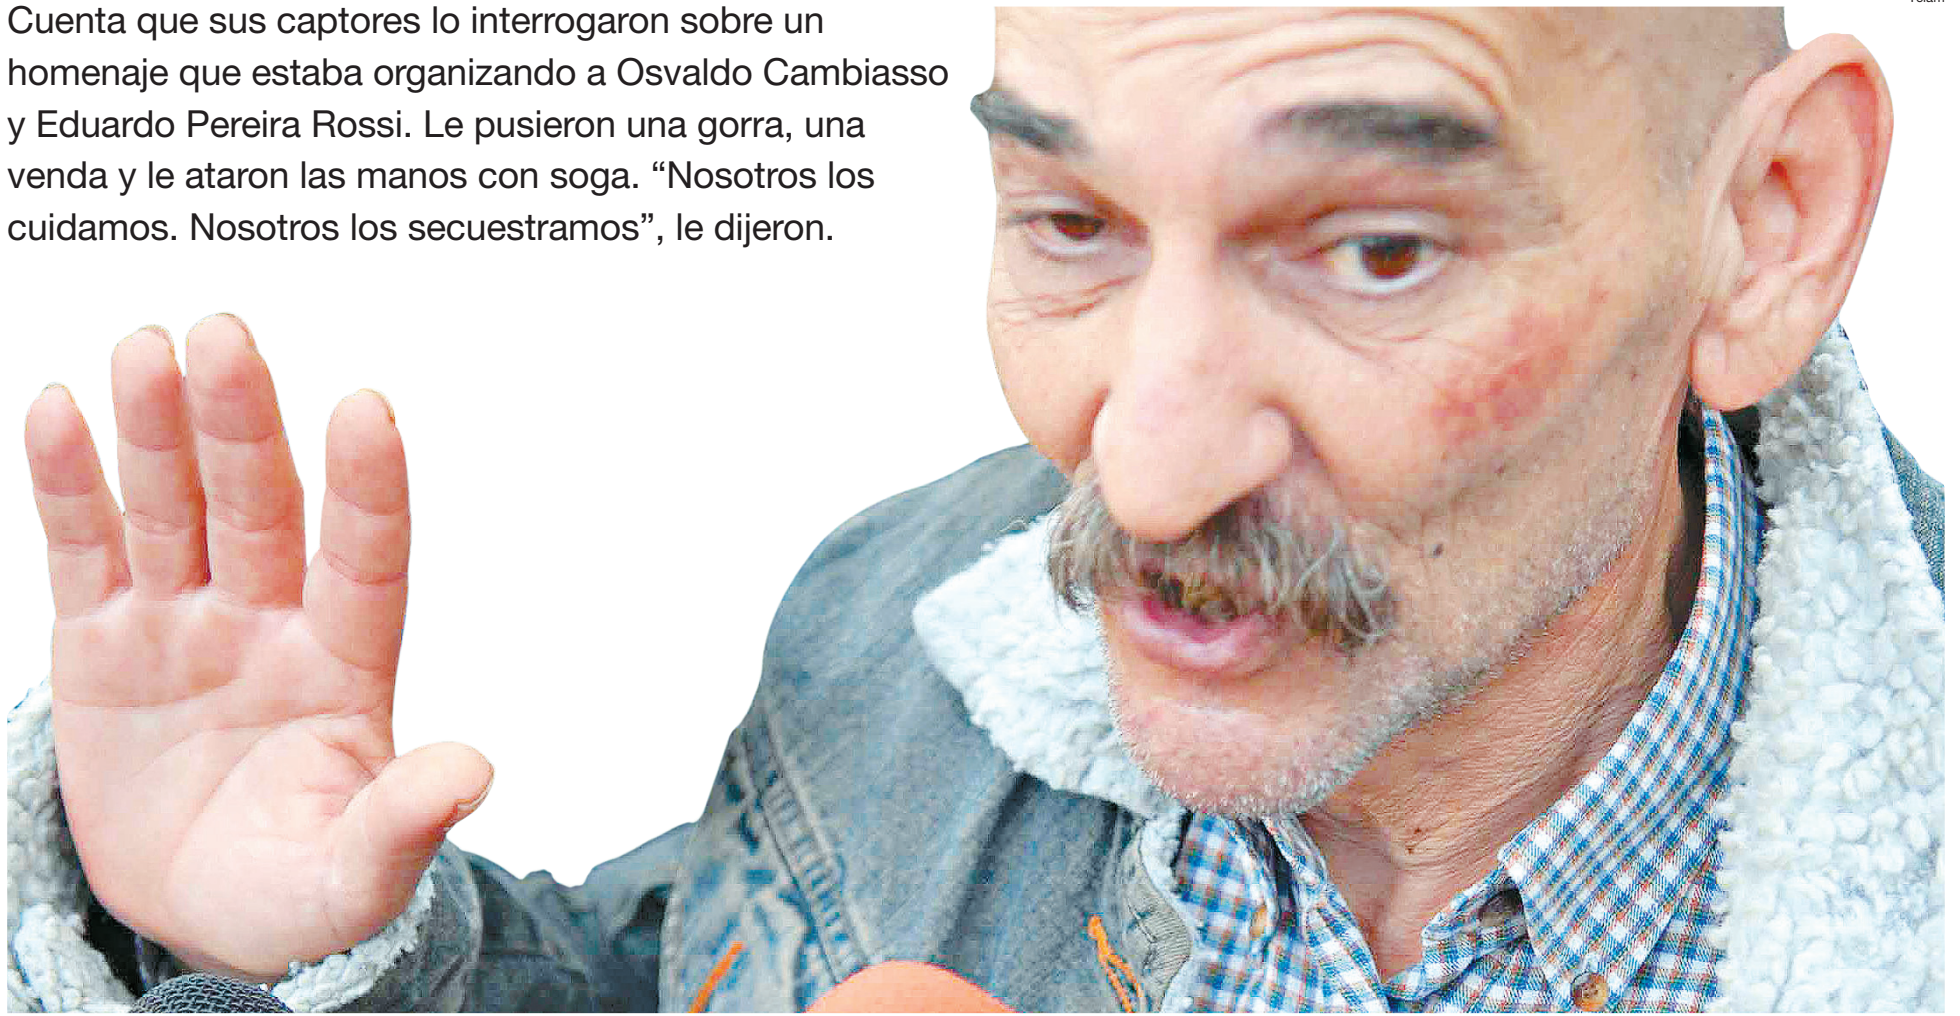 Cuenta que sus captores lo interrogaron sobre un
homenaje que estaba organizando a Osvaldo Cambiasso
y Eduardo Pereira Rossi. Le pusieron una gorra, una
venda y le ataron las manos con soga. “Nosotros los
cuidamos. Nosotros los secuestramos”, le dijeron.